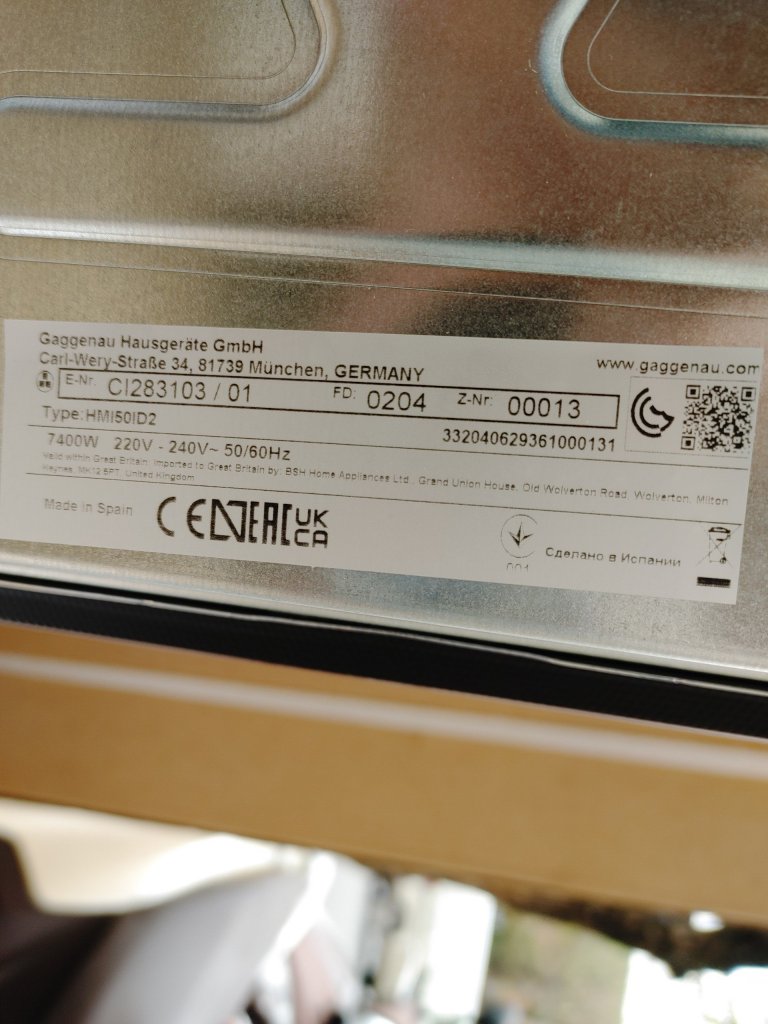 Gaggenau Hausgeräte GmbH
Carl-Wery-Straße 34, 81739 München, GERMANY
www.gaggenau.com
E-Nr. CI283103 / 01 FD: 0204 Z-Nr: 00013
Type: HMI50ID2
332040629361000131
7400W 220V - 240V~ 50/60Hz
Valid within Great Britain: Imported to Great Britain by: BSH Home Appliances Ltd., Grand Union House, Old Wolverton Road, Wolverton, Milton
Keynes, MK12 5PT, United Kingdom
Made in Spain
CE EAC UK
CA
001
Сделано в Испании